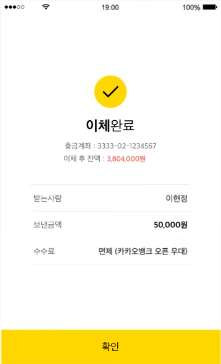 19:00
100%
이체완료
출금계좌 : 3333-02-1234567
이체 후 잔액 : 3,804,000원
받는사람 이현정
보낸금액 50,000원
수수료 면제 (카카오뱅크 오픈 우대)
확인